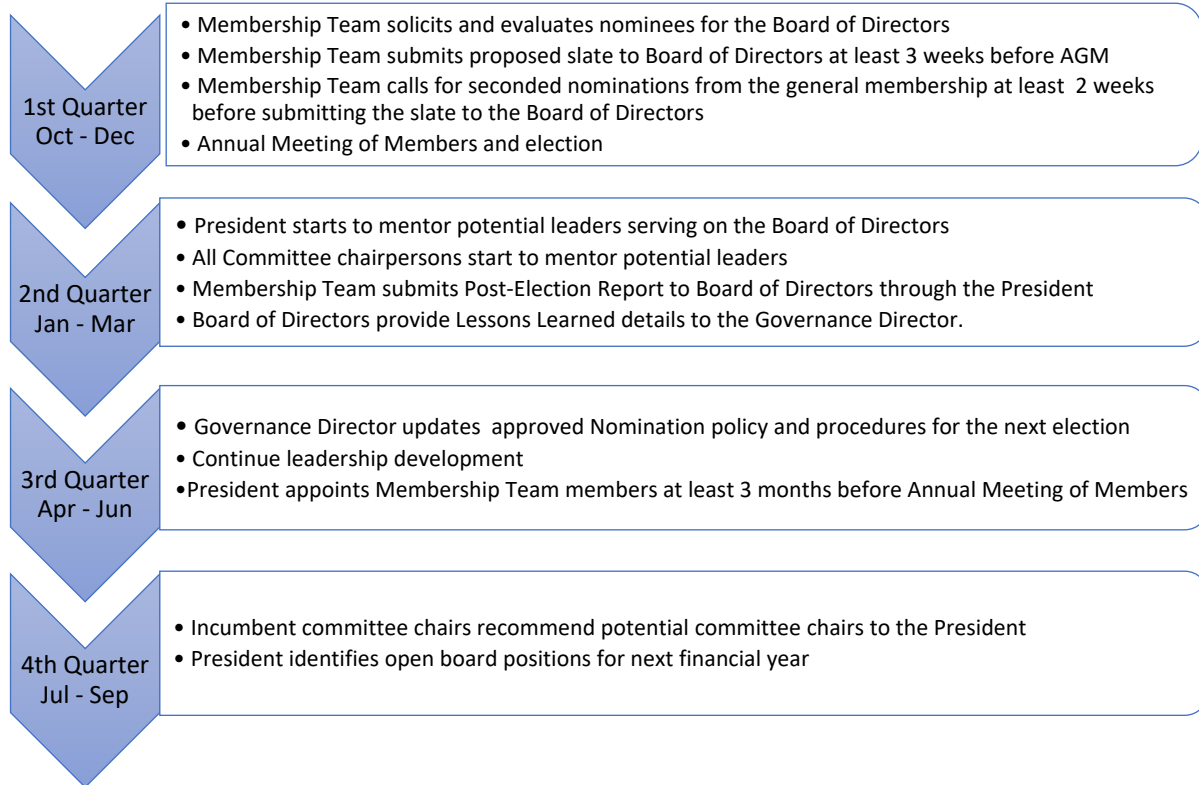 1st Quarter
Oct - Dec
• Membership Team solicits and evaluates nominees for the Board of Directors
• Membership Team submits proposed slate to Board of Directors at least 3 weeks before AGM
• Membership Team calls for seconded nominations from the general membership at least  2 weeks
before submitting the slate to the Board of Directors
• Annual Meeting of Members and election
2nd Quarter
Jan - Mar
• President starts to mentor potential leaders serving on the Board of Directors
• All Committee chairpersons start to mentor potential leaders
• Membership Team submits Post-Election Report to Board of Directors through the President
• Board of Directors provide Lessons Learned details to the Governance Director.
3rd Quarter
Apr - Jun
• Governance Director updates  approved Nomination policy and procedures for the next election
• Continue leadership development
•President appoints Membership Team members at least 3 months before Annual Meeting of Members
4th Quarter
Jul - Sep
• Incumbent committee chairs recommend potential committee chairs to the President
• President identifies open board positions for next financial year